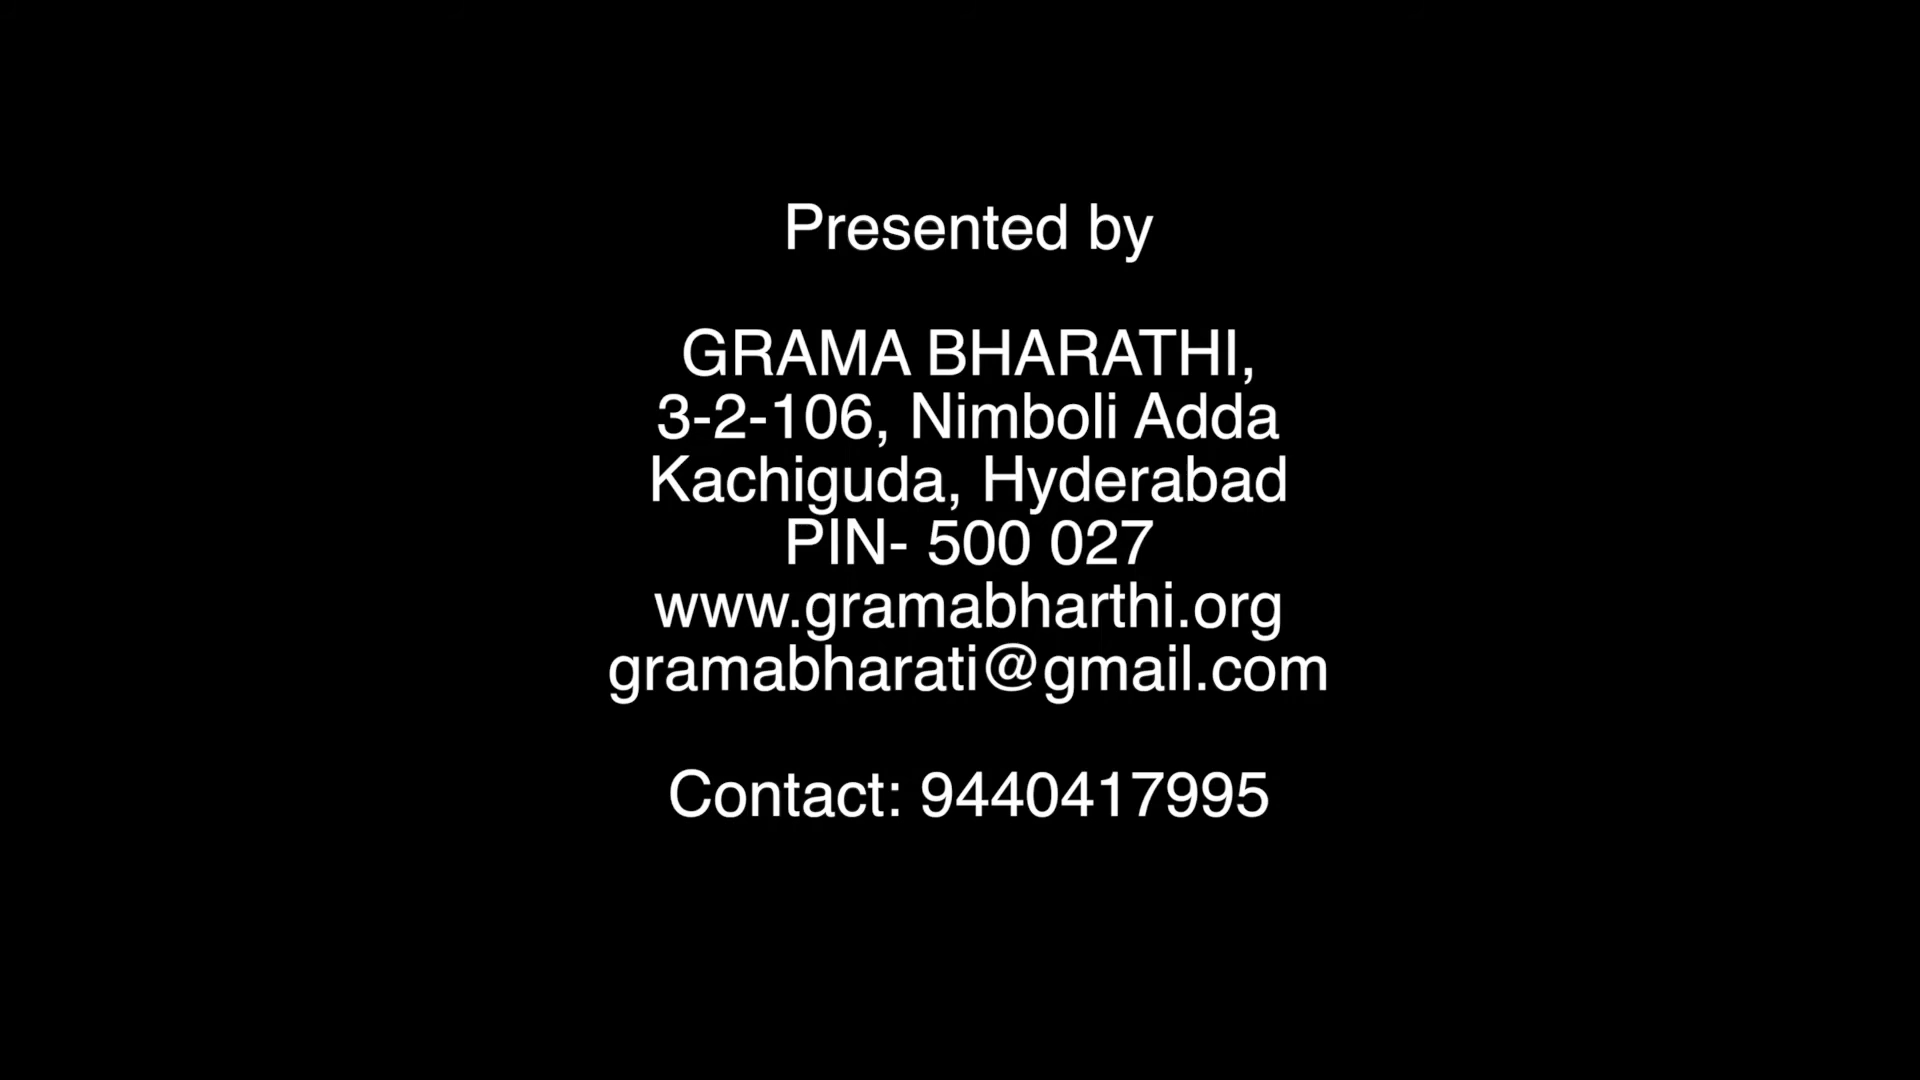 Presented by
GRAMA BHARATHI,
3-2-106, Nimboli Adda
Kachiguda, Hyderabad
PIN- 500 027
www.gramabharthi.org
gramabharati@gmail.com
Contact: 9440417995